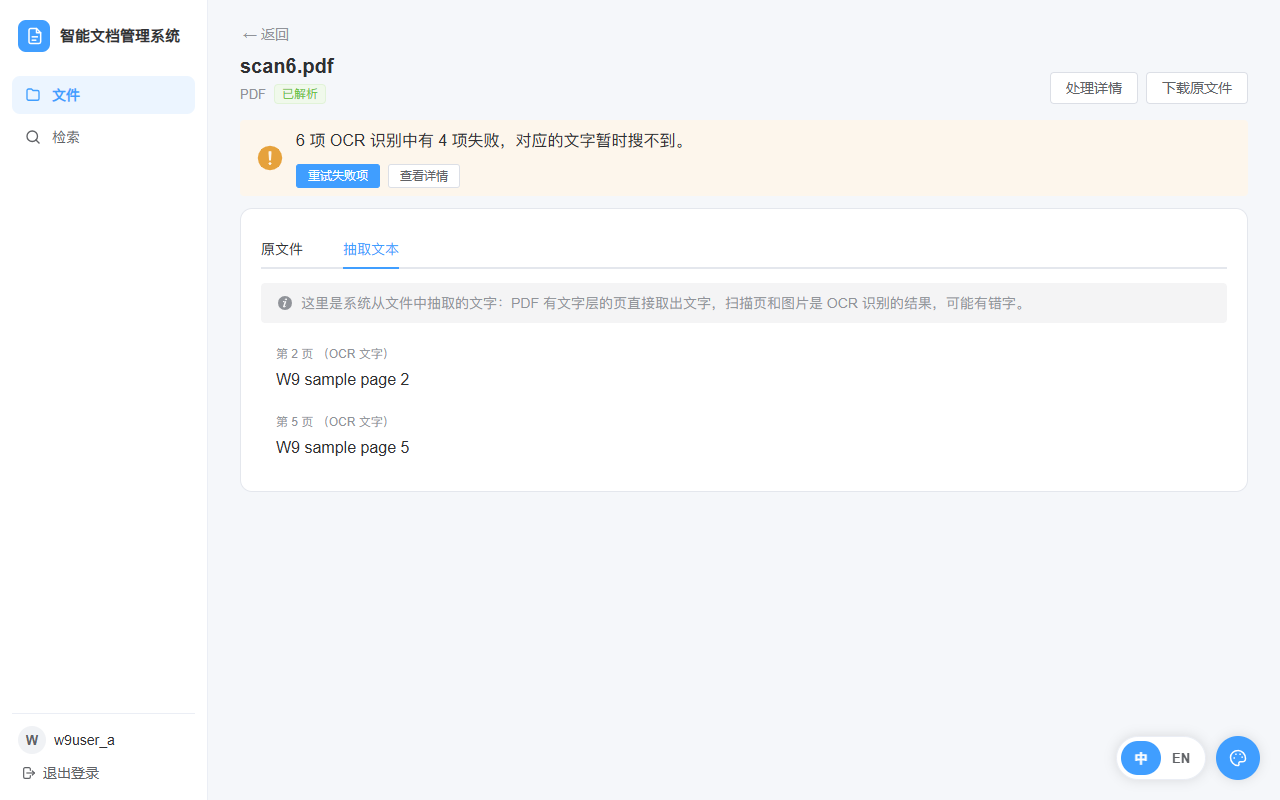 智能文档管理系统
文件
检索
← 返回
scan6.pdf
PDF 已解析
处理详情 下载原文件
6 项 OCR 识别中有 4 项失败，对应的文字暂时搜不到。
重试失败项 查看详情
原文件 抽取文本
这里是系统从文件中抽取的文字：PDF 有文字层的页直接取出文字，扫描页和图片是 OCR 识别的结果，可能有错字。
第 2 页 （OCR 文字）
W9 sample page 2
第 5 页 （OCR 文字）
W9 sample page 5
W w9user_a
退出登录
中 EN